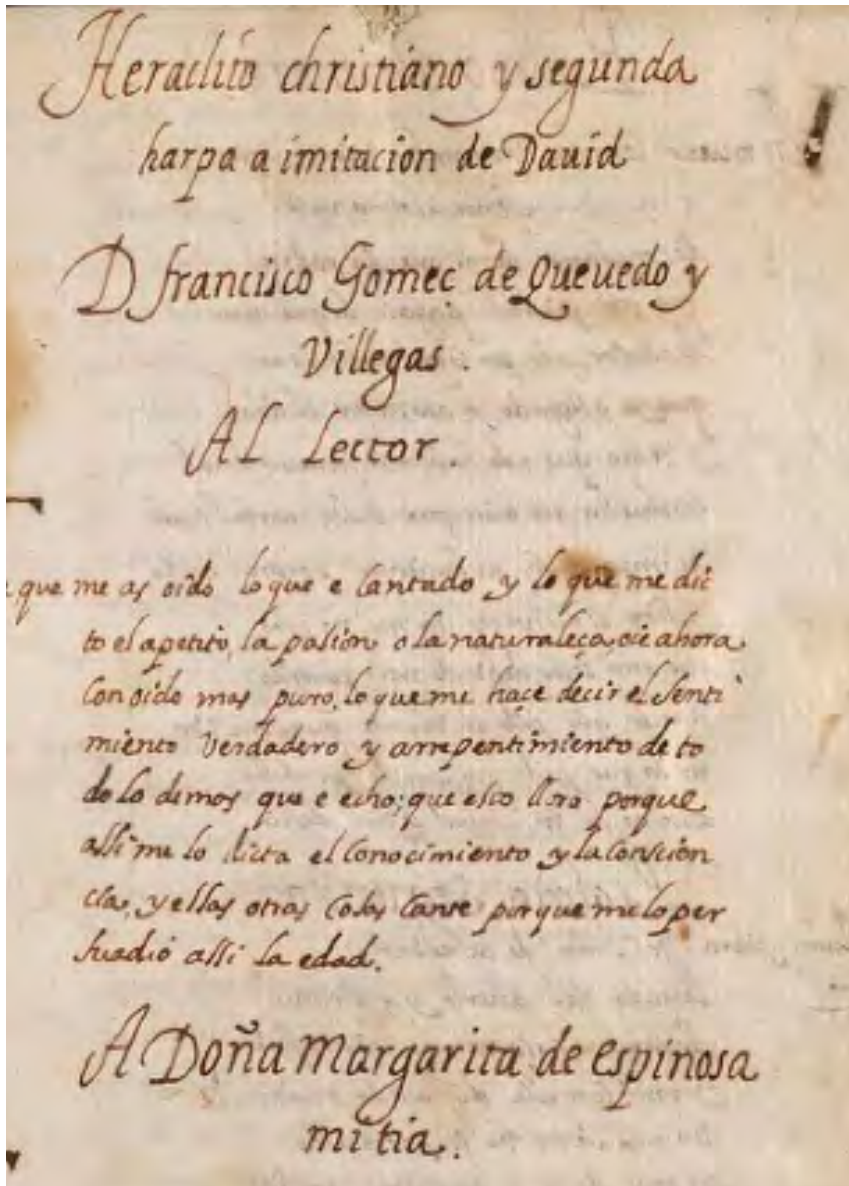 Heraclito christiano y segunda
harpa a imitacion de Dauid
D francisco Gomec de Queuedo y
Villegas.
Al Lector.
que me as oido lo que e cantado y lo que me dic
to el apetito, la pasion o la naturaleça, oie ahora
con oido mas puro, lo que me haçe decir el senti
miento verdadero y arrepentimiento de to
do lo demas que e echo; que esto lloro porque
assi me lo dicta el conocimiento y la conscien
cia, y essas otras cosas cante porque me lo per
suadió assi la edad.
A Doña Margarita de espinosa
mi tia.